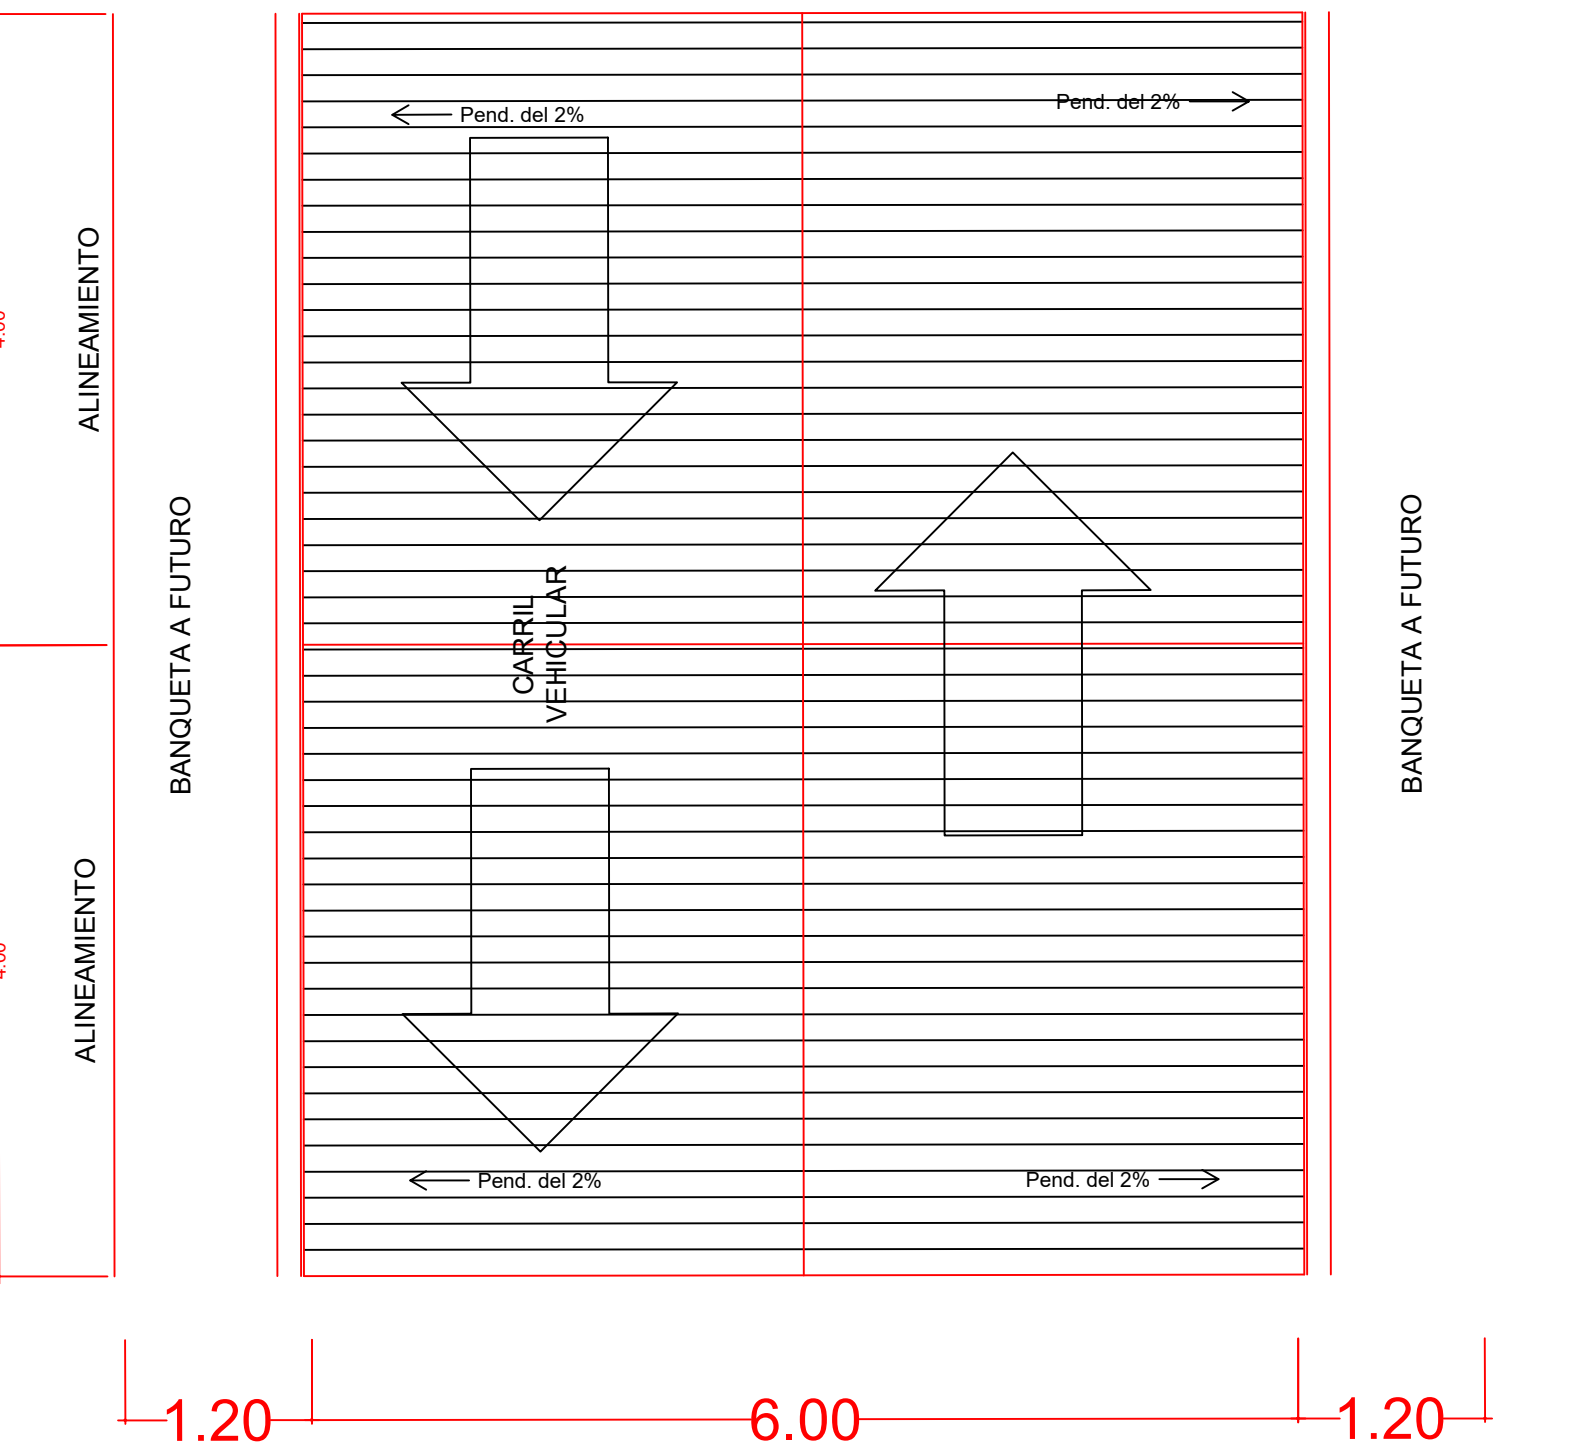 Pend. del 2%
Pend. del 2%
ALINEAMIENTO
BANQUETA A FUTURO
CARRIL
VEHICULAR
BANQUETA A FUTURO
ALINEAMIENTO
Pend. del 2%
Pend. del 2%
1.20
6.00
1.20